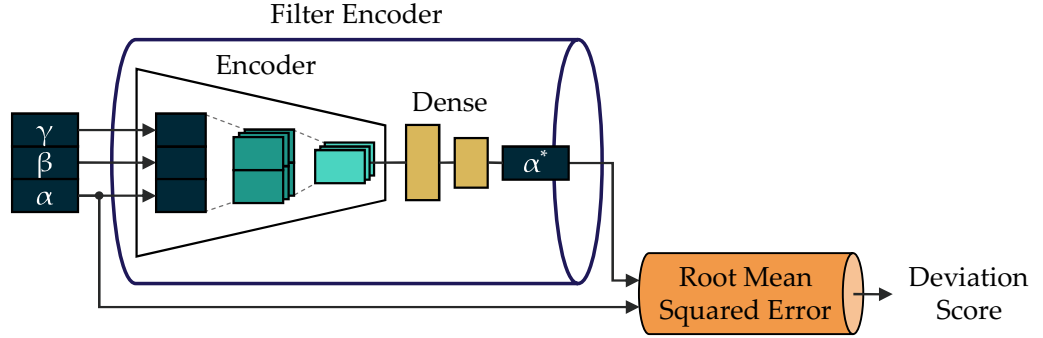 Filter Encoder
Encoder
Dense
γ
β
α
α*
Root Mean
Squared Error
Deviation
Score